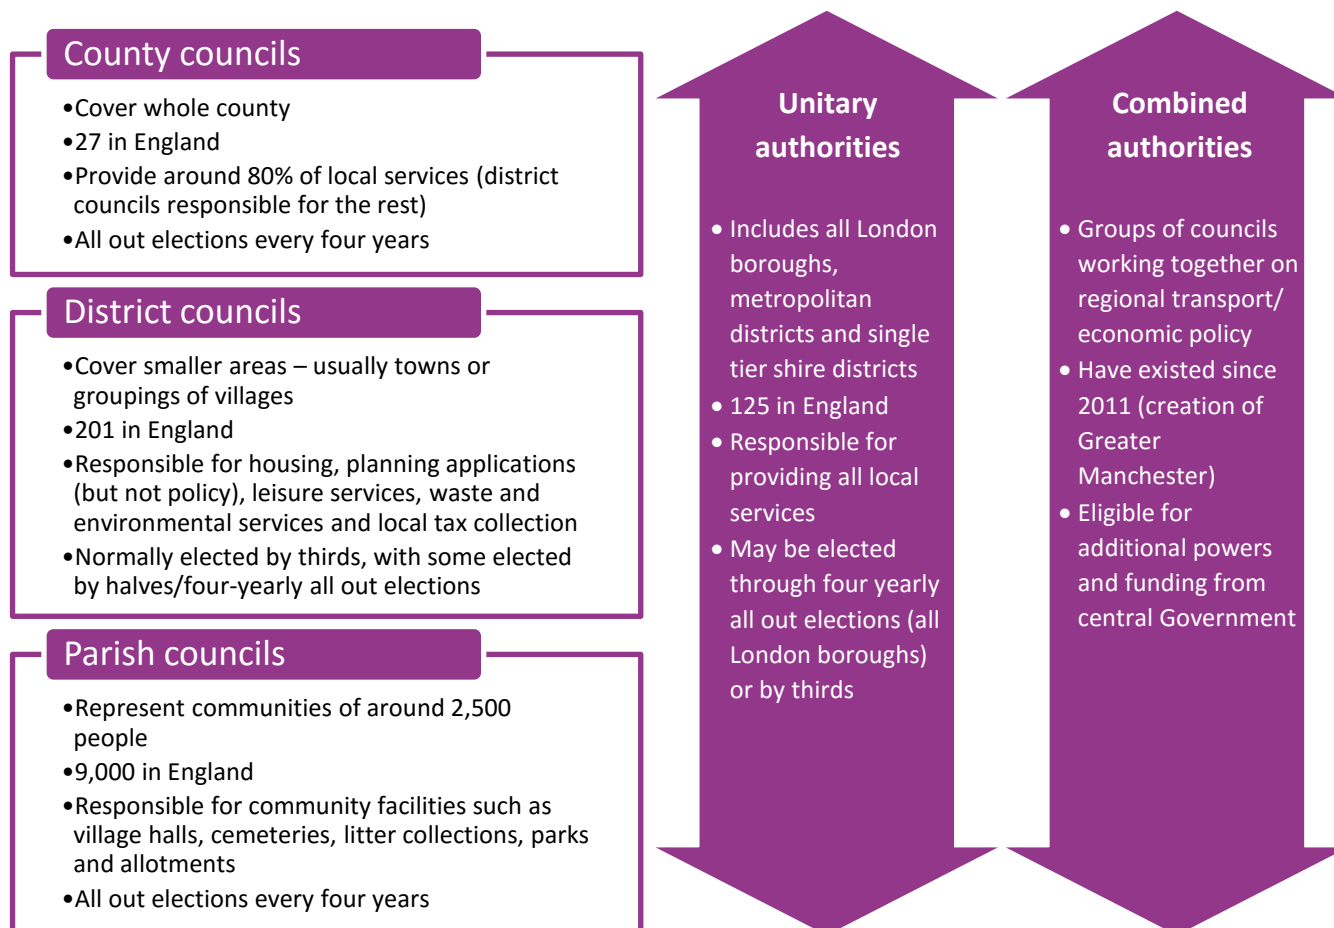 County councils
•Cover whole county
•27 in England
•Provide around 80% of local services (district
councils responsible for the rest)
•All out elections every four years
District councils
•Cover smaller areas – usually towns or
groupings of villages
•201 in England
•Responsible for housing, planning applications
(but not policy), leisure services, waste and
environmental services and local tax collection
•Normally elected by thirds, with some elected
by halves/four-yearly all out elections
Parish councils
•Represent communities of around 2,500
people
•9,000 in England
•Responsible for community facilities such as
village halls, cemeteries, litter collections, parks
and allotments
•All out elections every four years
Unitary
authorities
• Includes all London
boroughs,
metropolitan
districts and single
tier shire districts
• 125 in England
• Responsible for
providing all local
services
• May be elected
through four yearly
all out elections (all
London boroughs)
or by thirds
Combined
authorities
• Groups of councils
working together on
regional transport/
economic policy
• Have existed since
2011 (creation of
Greater
Manchester)
• Eligible for
additional powers
and funding from
central Government